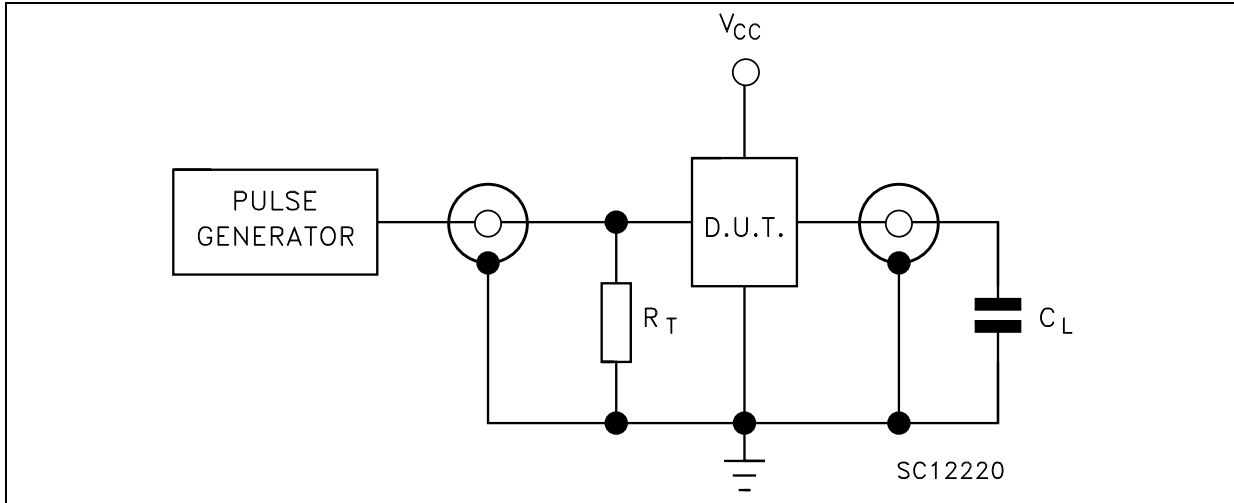 VCC
PULSE
GENERATOR
D.U.T.
RT
CL
SC12220